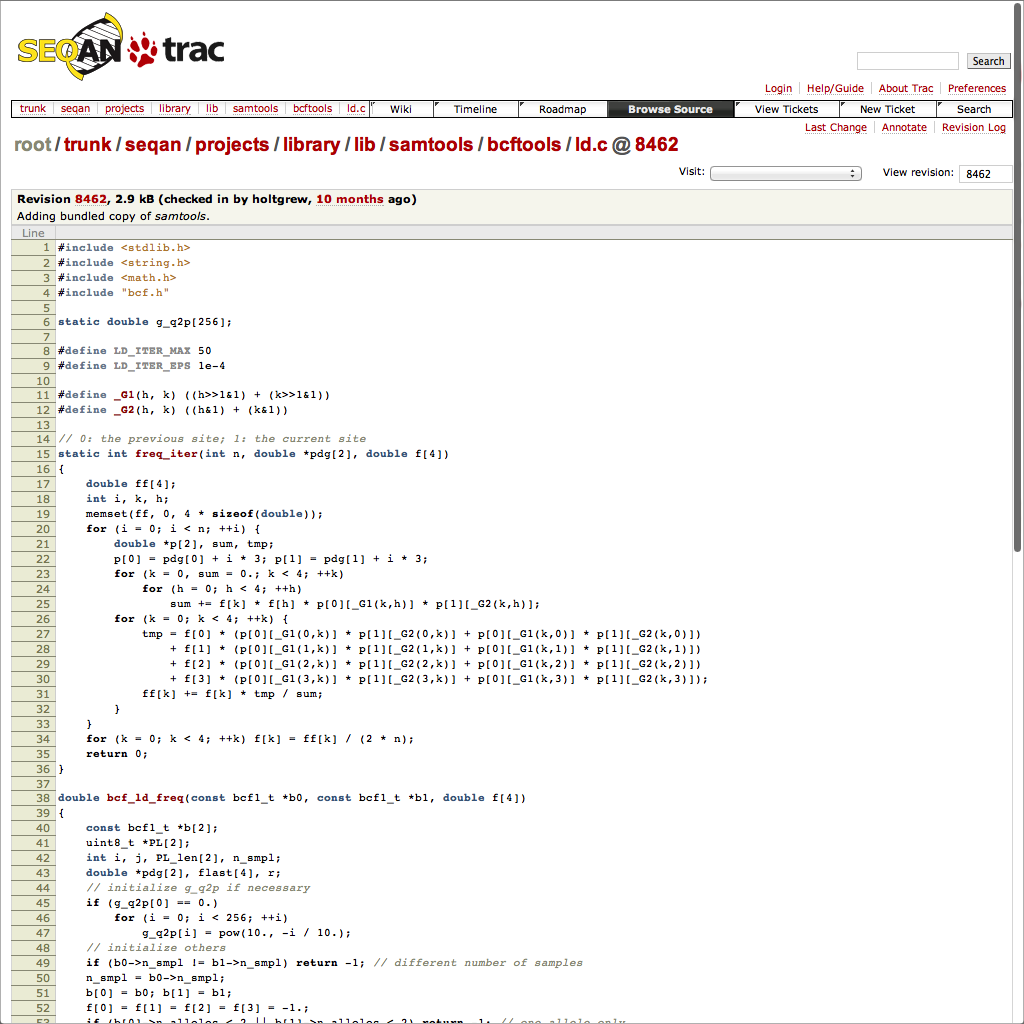 SEQAN trac
Search
Login Help/Guide About Trac Preferences
trunk seqan projects library lib samtools bcftools ld.c Wiki Timeline Roadmap Browse Source View Tickets New Ticket Search
Last Change Annotate Revision Log
root / trunk / seqan / projects / library / lib / samtools / bcftools / ld.c @ 8462
Visit: View revision: 8462
Revision 8462, 2.9 kB (checked in by holtgrew, 10 months ago)
Adding bundled copy of samtools.
Line
1 #include <stdlib.h>
2 #include <string.h>
3 #include <math.h>
4 #include "bcf.h"
5
6 static double g_q2p[256];
7
8 #define LD_ITER_MAX 50
9 #define LD_ITER_EPS 1e-4
10
11 #define _G1(h, k) ((h>>1&1) + (k>>1&1))
12 #define _G2(h, k) ((h&1) + (k&1))
13
14 // 0: the previous site; 1: the current site
15 static int freq_iter(int n, double *pdg[2], double f[4])
16 {
17 double ff[4];
18 int i, k, h;
19 memset(ff, 0, 4 * sizeof(double));
20 for (i = 0; i < n; ++i) {
21 double *p[2], sum, tmp;
22 p[0] = pdg[0] + i * 3; p[1] = pdg[1] + i * 3;
23 for (k = 0, sum = 0.; k < 4; ++k)
24 for (h = 0; h < 4; ++h)
25 sum += f[k] * f[h] * p[0][_G1(k,h)] * p[1][_G2(k,h)];
26 for (k = 0; k < 4; ++k) {
27 tmp = f[0] * (p[0][_G1(0,k)] * p[1][_G2(0,k)] + p[0][_G1(k,0)] * p[1][_G2(k,0)])
28 + f[1] * (p[0][_G1(1,k)] * p[1][_G2(1,k)] + p[0][_G1(k,1)] * p[1][_G2(k,1)])
29 + f[2] * (p[0][_G1(2,k)] * p[1][_G2(2,k)] + p[0][_G1(k,2)] * p[1][_G2(k,2)])
30 + f[3] * (p[0][_G1(3,k)] * p[1][_G2(3,k)] + p[0][_G1(k,3)] * p[1][_G2(k,3)]);
31 ff[k] += f[k] * tmp / sum;
32 }
33 }
34 for (k = 0; k < 4; ++k) f[k] = ff[k] / (2 * n);
35 return 0;
36 }
37
38 double bcf_ld_freq(const bcf1_t *b0, const bcf1_t *b1, double f[4])
39 {
40 const bcf1_t *b[2];
41 uint8_t *PL[2];
42 int i, j, PL_len[2], n_smpl;
43 double *pdg[2], flast[4], r;
44 // initialize g_q2p if necessary
45 if (g_q2p[0] == 0.)
46 for (i = 0; i < 256; ++i)
47 g_q2p[i] = pow(10., -i / 10.);
48 // initialize others
49 if (b0->n_smpl != b1->n_smpl) return -1; // different number of samples
50 n_smpl = b0->n_smpl;
51 b[0] = b0; b[1] = b1;
52 f[0] = f[1] = f[2] = f[3] = -1.;
53 if (b[0]->n_alleles < 2 || b[1]->n_alleles < 2) return -1; // one allele only